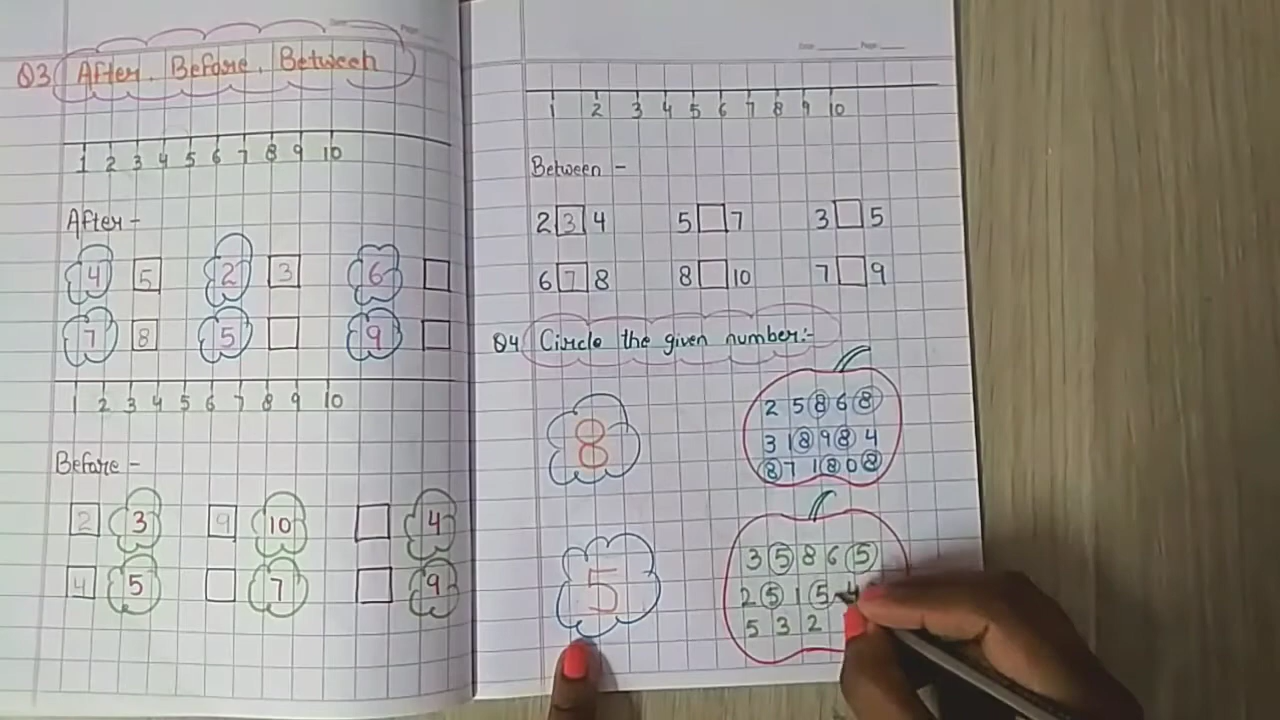 Q3 After, Before, Between
1 2 3 4 5 6 7 8 9 10
After -
4 5 2 3 6
7 8 5 9
1 2 3 4 5 6 7 8 9 10
Before -
2 3 9 10 4
4 5 7 9
Date Page
1 2 3 4 5 6 7 8 9 10
Between -
2 3 4 5 7 3 5
6 7 8 8 10 7 9
Q4 Circle the given number:-
8
2 5 8 6 8
3 1 8 9 8 4
8 7 1 8 0 8
5
3 5 8 6 5
2 5 1 5 4
5 3 2